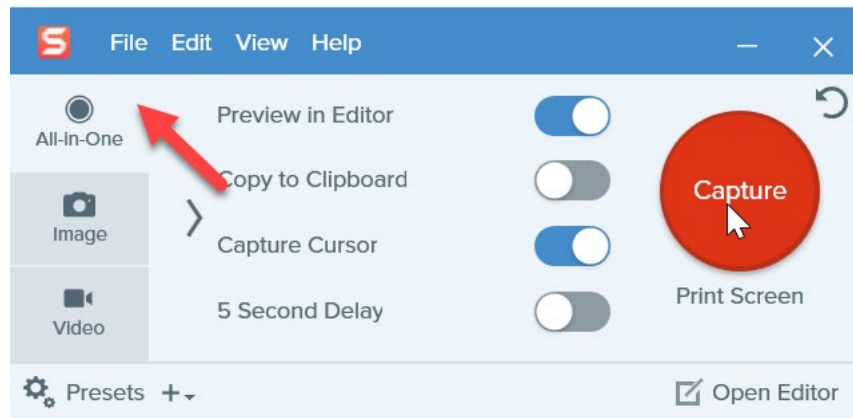 S File Edit View Help
All-in-One
Image
Video
Preview in Editor
Copy to Clipboard
Capture Cursor
5 Second Delay
Capture
Print Screen
Presets
Open Editor